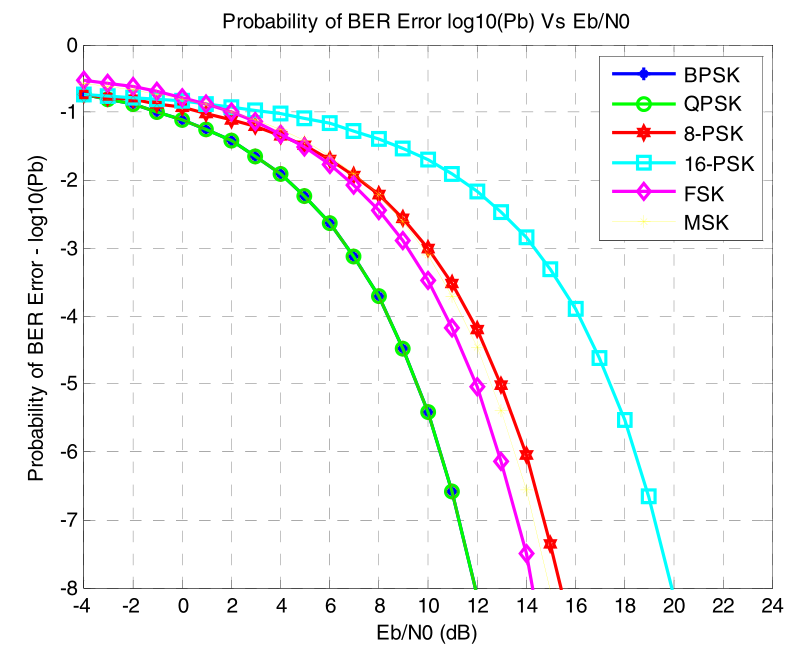 Probability of BER Error log10(Pb) Vs Eb/N0
0
-1
-2
-3
-4
-5
-6
-7
-8
Probability of BER Error - log10(Pb)
BPSK
QPSK
8-PSK
16-PSK
FSK
MSK
-4 -2 0 2 4 6 8 10 12 14 16 18 20 22 24
Eb/N0 (dB)